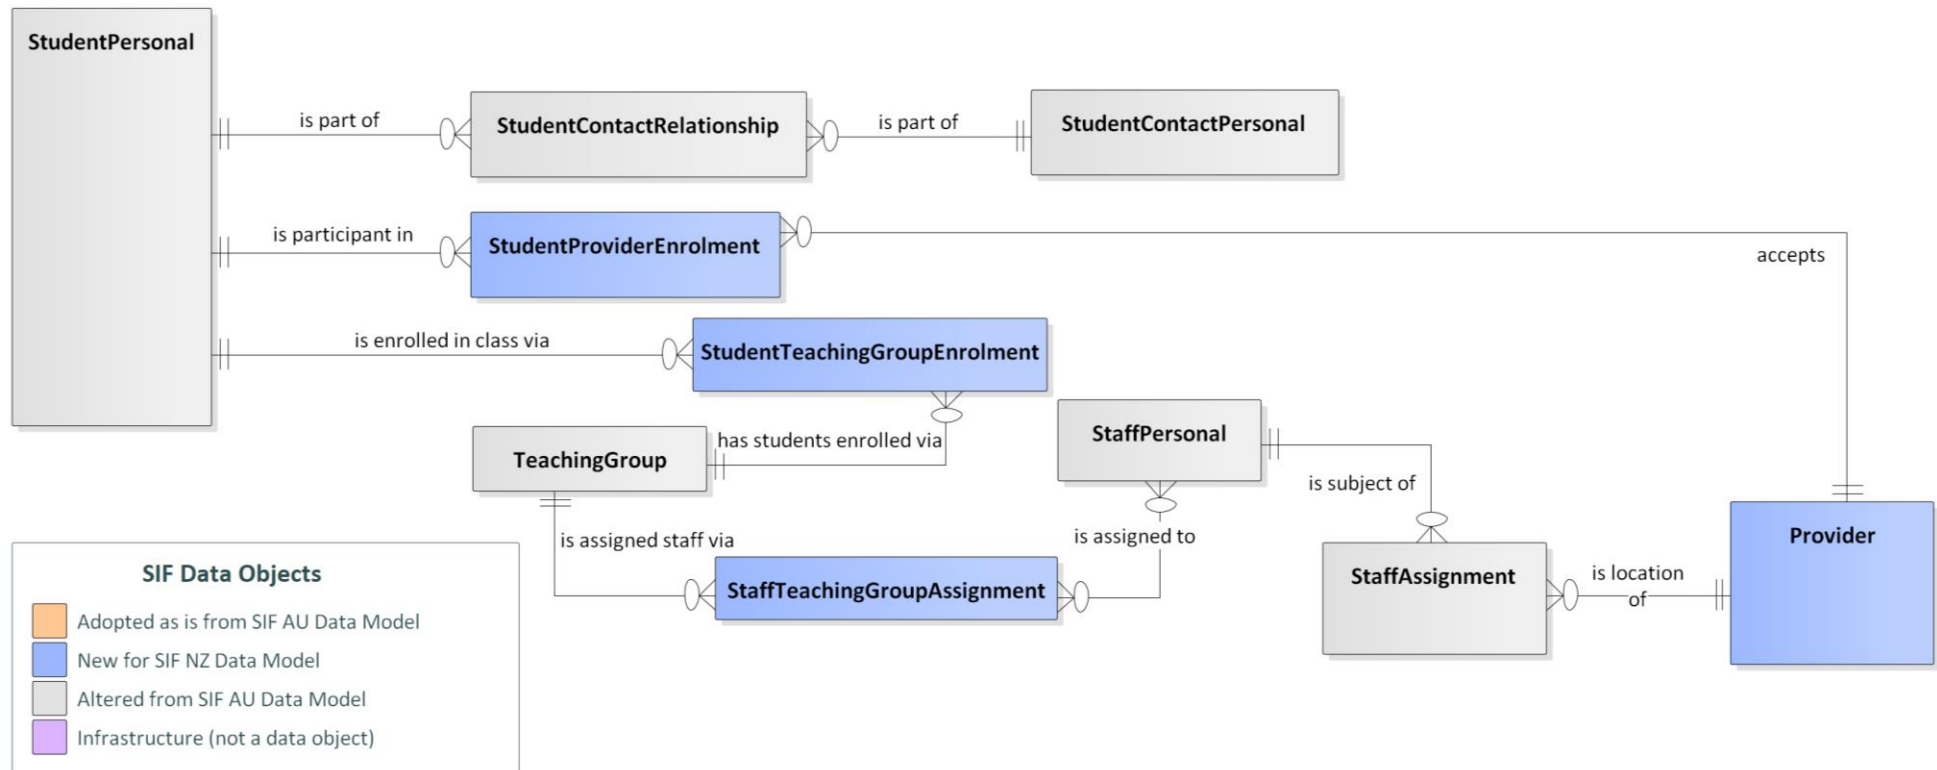 StudentPersonal
is part of
StudentContactRelationship
is part of
StudentContactPersonal
is participant in
StudentProviderEnrolment
accepts
is enrolled in class via
StudentTeachingGroupEnrolment
has students enrolled via
TeachingGroup
StaffPersonal
is subject of
is assigned staff via
is assigned to
StaffTeachingGroupAssignment
StaffAssignment
is location
of
Provider
SIF Data Objects
Adopted as is from SIF AU Data Model
New for SIF NZ Data Model
Altered from SIF AU Data Model
Infrastructure (not a data object)